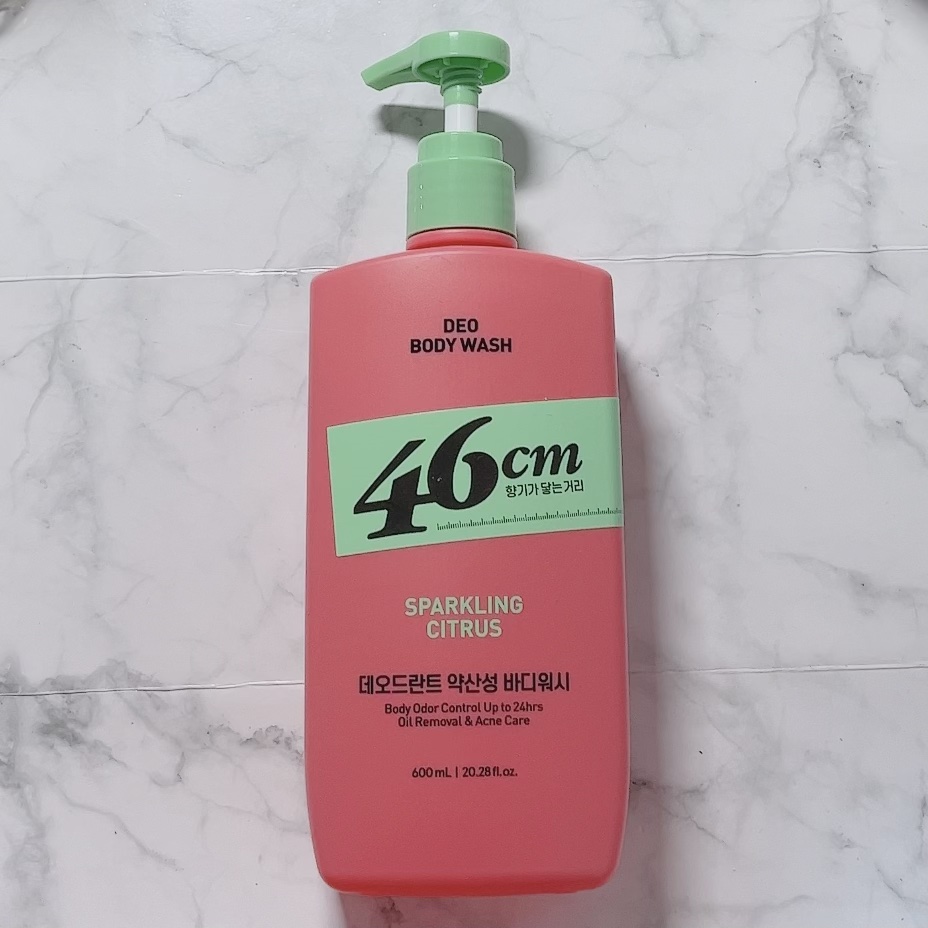 DEO
BODY WASH
46cm
향기가 닿는 거리
SPARKLING
CITRUS
데오드란트 약산성 바디워시
Body Odor Control Up to 24hrs
Oil Removal & Acne Care
600 mL | 20.28 fl.oz.